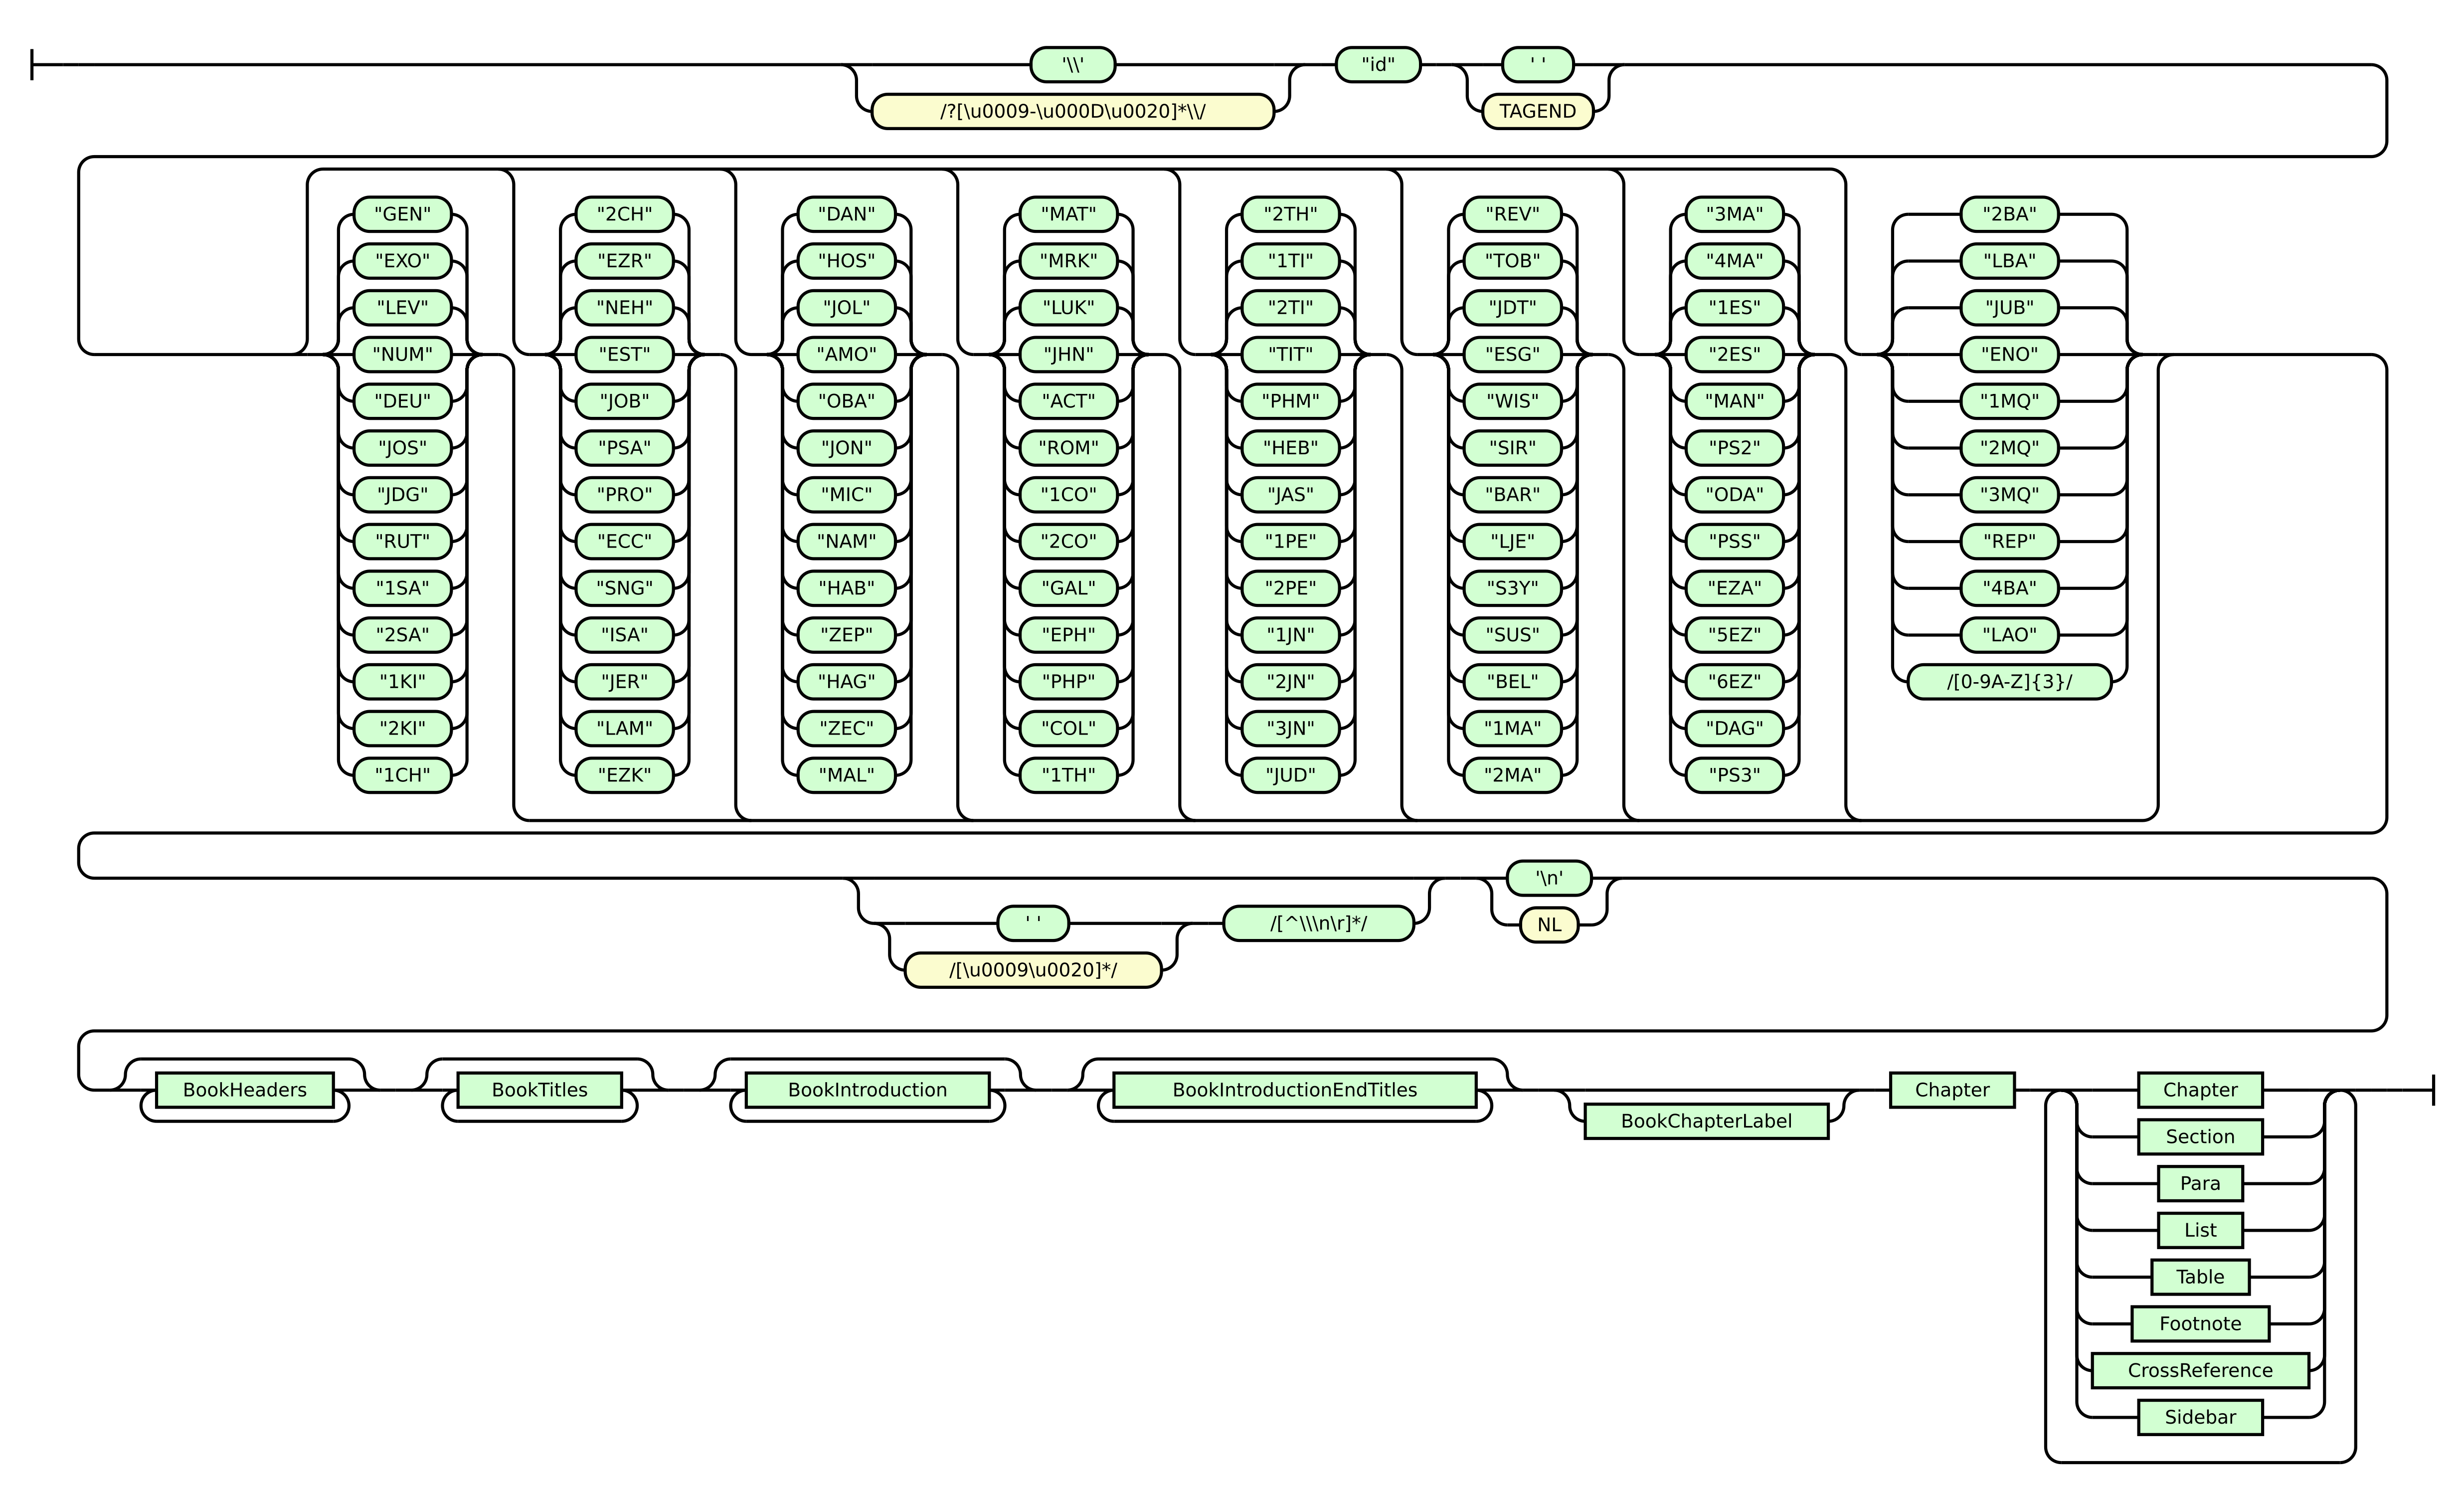 '\\' "id" ' '
/?[\u0009-\u000D\u0020]*\\/ TAGEND
"GEN" "2CH" "DAN" "MAT" "2TH" "REV" "3MA" "2BA"
"EXO" "EZR" "HOS" "MRK" "1TI" "TOB" "4MA" "LBA"
"LEV" "NEH" "JOL" "LUK" "2TI" "JDT" "1ES" "JUB"
"NUM" "EST" "AMO" "JHN" "TIT" "ESG" "2ES" "ENO"
"DEU" "JOB" "OBA" "ACT" "PHM" "WIS" "MAN" "1MQ"
"JOS" "PSA" "JON" "ROM" "HEB" "SIR" "PS2" "2MQ"
"JDG" "PRO" "MIC" "1CO" "JAS" "BAR" "ODA" "3MQ"
"RUT" "ECC" "NAM" "2CO" "1PE" "LJE" "PSS" "REP"
"1SA" "SNG" "HAB" "GAL" "2PE" "S3Y" "EZA" "4BA"
"2SA" "ISA" "ZEP" "EPH" "1JN" "SUS" "5EZ" "LAO"
"1KI" "JER" "HAG" "PHP" "2JN" "BEL" "6EZ" /[0-9A-Z]{3}/
"2KI" "LAM" "ZEC" "COL" "3JN" "1MA" "DAG"
"1CH" "EZK" "MAL" "1TH" "JUD" "2MA" "PS3"
'\n'
' ' /[^\\\n\r]*/ NL
/[\u0009\u0020]*/
BookHeaders BookTitles BookIntroduction BookIntroductionEndTitles Chapter Chapter
BookChapterLabel
Section
Para
List
Table
Footnote
CrossReference
Sidebar